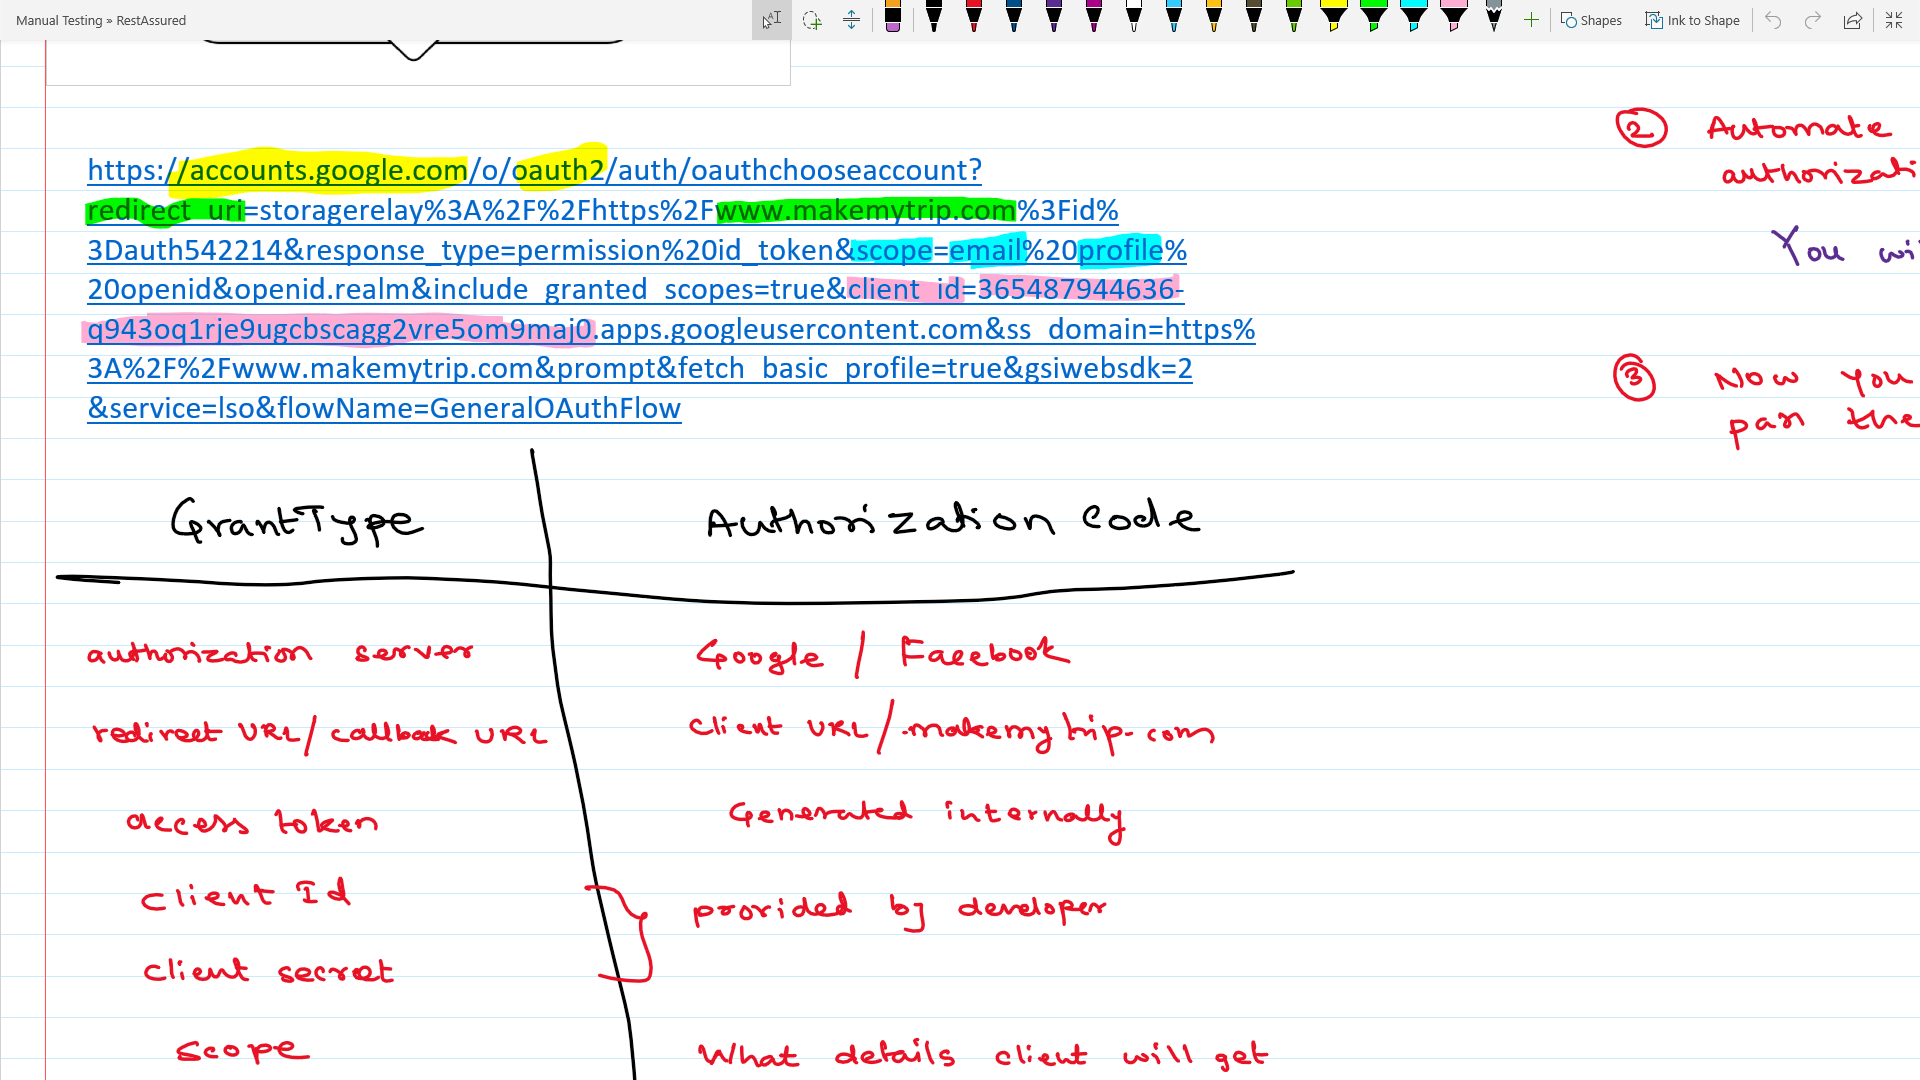 Manual Testing » RestAssured
Shapes
Ink to Shape
https://accounts.google.com/o/oauth2/auth/oauthchooseaccount?
redirect_uri=storagerelay%3A%2F%2Fhttps%2Fwww.makemytrip.com%3Fid%
3Dauth542214&response_type=permission%20id_token&scope=email%20profile%
20openid&openid.realm&include_granted_scopes=true&client_id=365487944636-
q943oq1rje9ugcbscagg2vre5om9maj0.apps.googleusercontent.com&ss_domain=https%
3A%2F%2Fwww.makemytrip.com&prompt&fetch_basic_profile=true&gsiwebsdk=2
&service=lso&flowName=GeneralOAuthFlow
② Automate
authorizati
You wi
③ Now you
pass the
GrantType Authorization Code
authorization server Google / Facebook
redirect URL/ callback URL client URL/.makemytrip.com
access token Generated internally
client Id
provided by developer
client secret
scope What details client will get